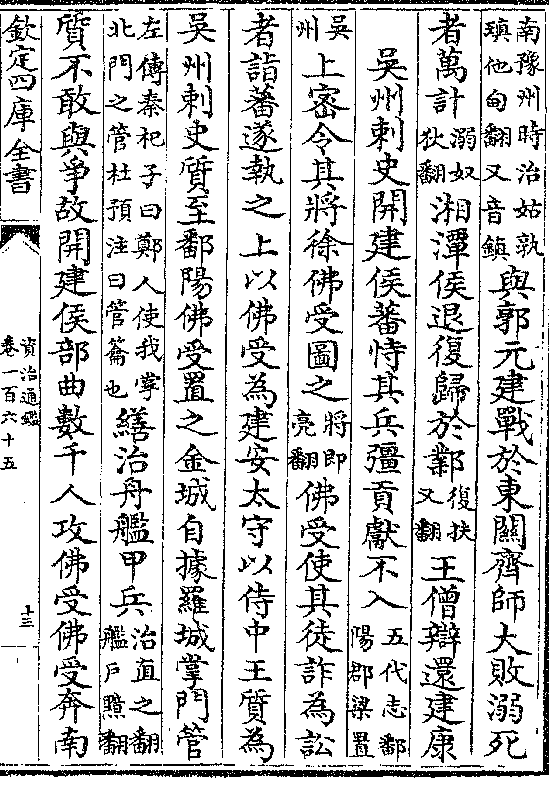 南豫州時治姑孰
瑱他甸翻又音鎮
與郭元建戰於東關齊師大敗溺死
者萬計
溺奴
狄翻
湘潭侯退復歸於鄴
復扶
又翻
王僧辯還建康
吳州刺史開建侯蕃恃其兵彊貢獻不入
五代志鄱
陽郡梁置
吳
州
上密令其將徐佛受圖之
將即
亮翻
佛受使其徒詐為訟
者詣蕃遂執之上以佛受為建安太守以侍中王質為
吳州刺史質至鄱陽佛受置之金城自據羅城掌門管
左傳秦𣏌子曰鄭人使我掌
北門之管杜預注曰管籥也
繕治舟艦甲兵
治直之翻
艦戶黯翻
質不敢與爭故開建侯部曲數千人攻佛受佛受奔南
欽定四庫全書
資治通鑑
卷一百六十五
十三